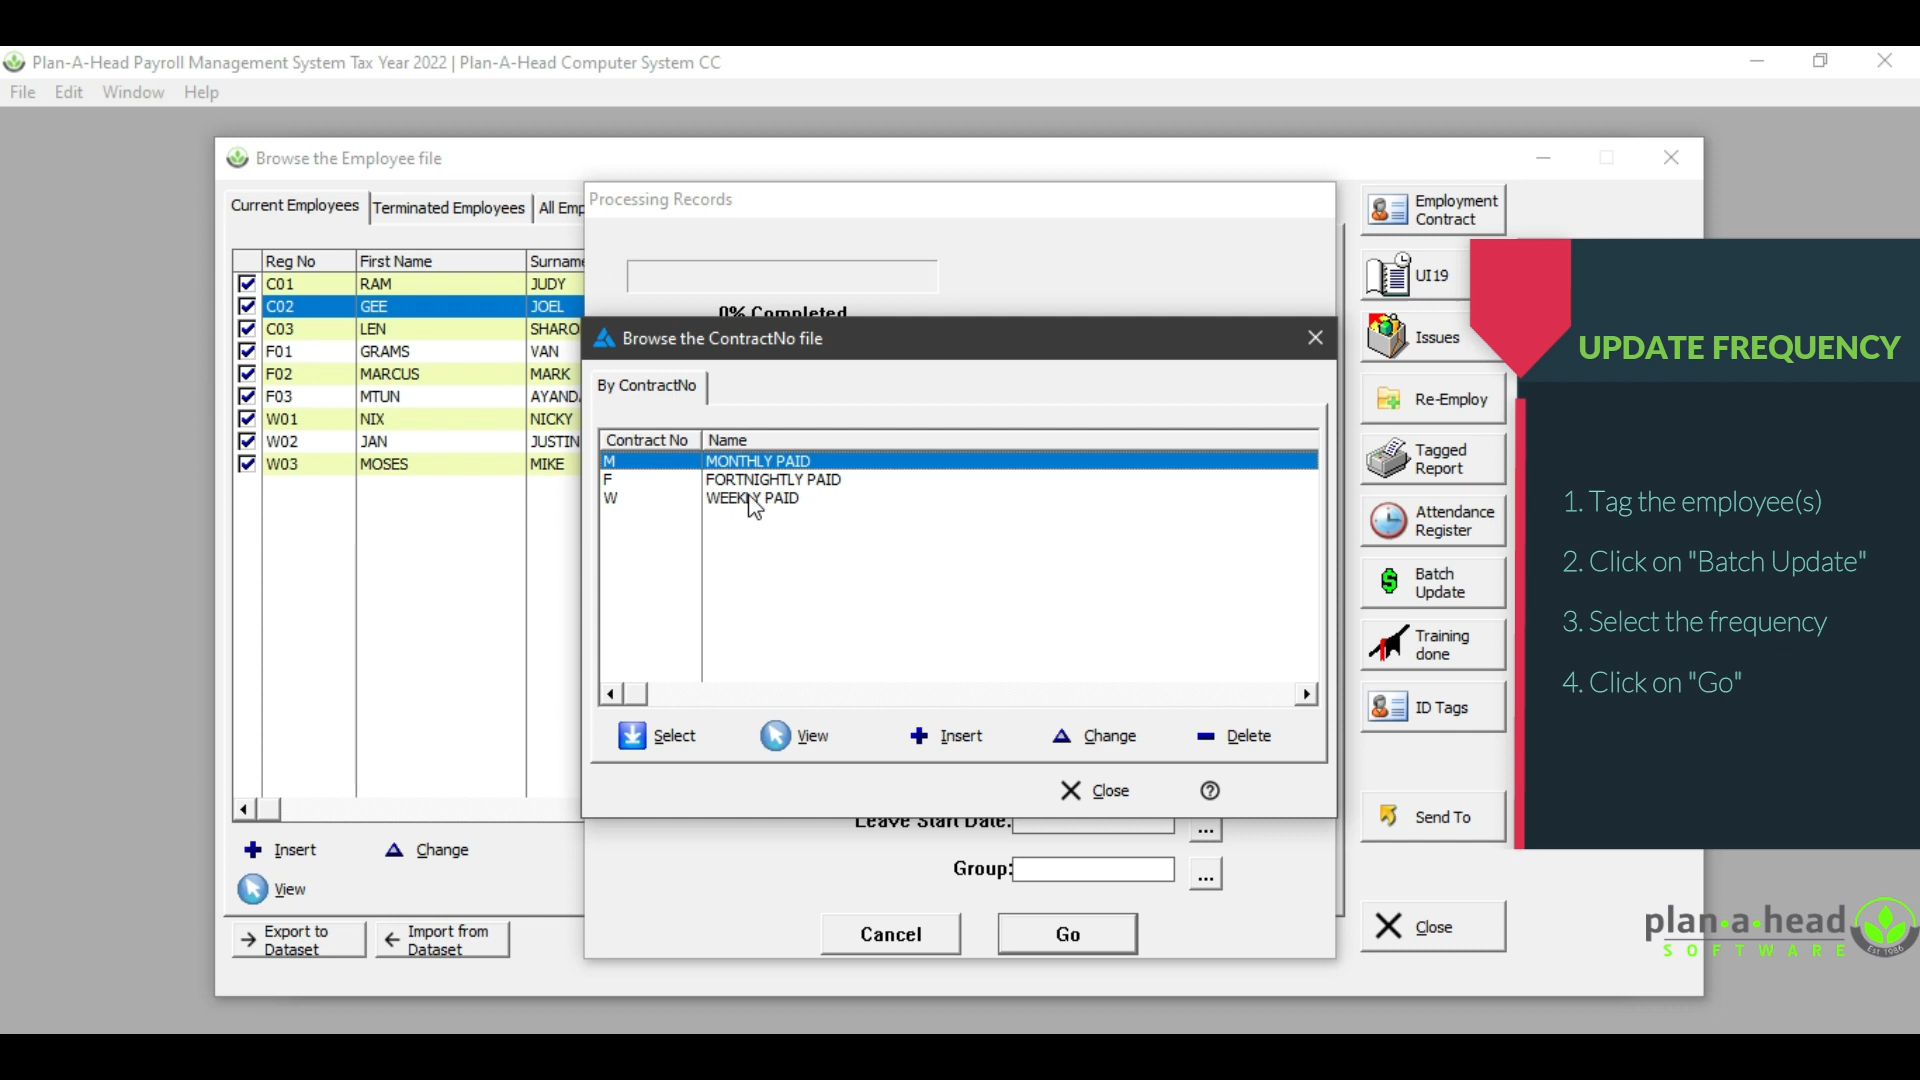 Plan-A-Head Payroll Management System Tax Year 2022 | Plan-A-Head Computer System CC
File Edit Window Help
Browse the Employee file
Current Employees Terminated Employees All Emp
Reg No First Name Surname
C01 RAM JUDY
C02 GEE JOEL
C03 LEN SHARO
F01 GRAMS VAN
F02 MARCUS MARK
F03 MTUN AYAND
W01 NIX NICKY
W02 JAN JUSTIN
W03 MOSES MIKE
Insert Change
View
Export to Dataset
Import from Dataset
Processing Records
0% Completed
Browse the ContractNo file
By ContractNo
Contract No Name
M MONTHLY PAID
F FORTNIGHTLY PAID
W WEEKLY PAID
Select View Insert Change Delete
Close
Leave Start Date: ...
Group: ...
Cancel Go
Employment
Contract
UI19
Issues
Re-Employ
Tagged
Report
Attendance
Register
Batch
Update
Training
done
ID Tags
Send To
Close
UPDATE FREQUENCY
1. Tag the employee(s)
2. Click on "Batch Update"
3. Select the frequency
4. Click on "Go"
plan·a·head
SOFTWARE
Est 1986